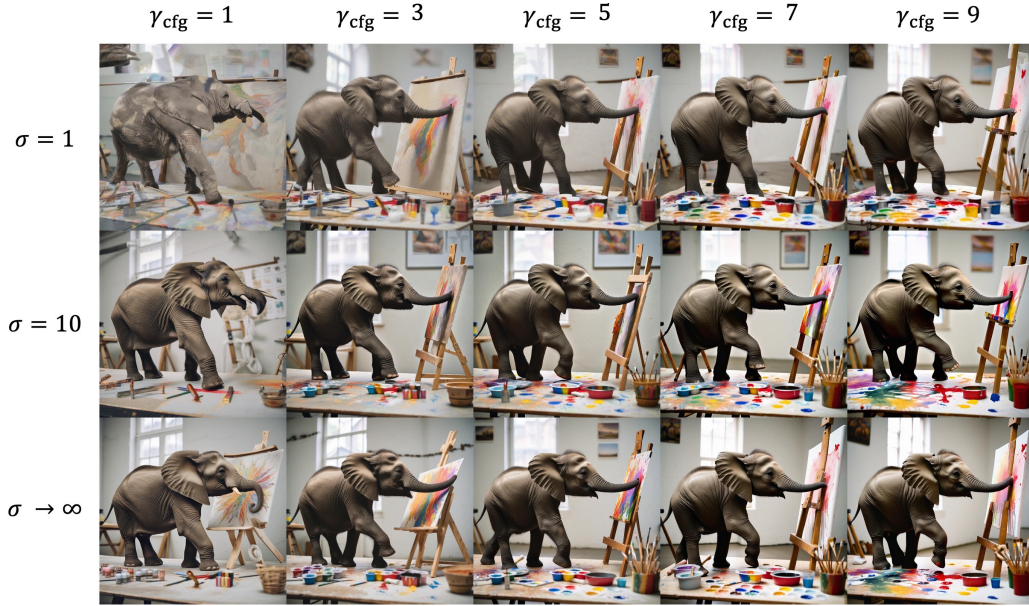 γcfg = 1 γcfg = 3 γcfg = 5 γcfg = 7 γcfg = 9
σ = 1
σ = 10
σ → ∞